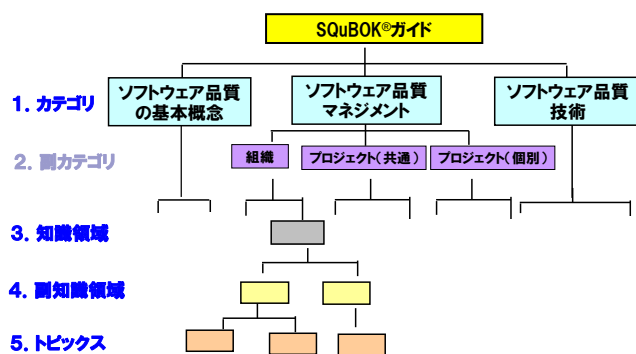 SQuBOK®ガイド
1. カテゴリ
ソフトウェア品質
の基本概念
ソフトウェア品質
マネジメント
ソフトウェア品質
技術
2. 副カテゴリ
組織
プロジェクト(共通)
プロジェクト(個別)
3. 知識領域
4. 副知識領域
5. トピックス